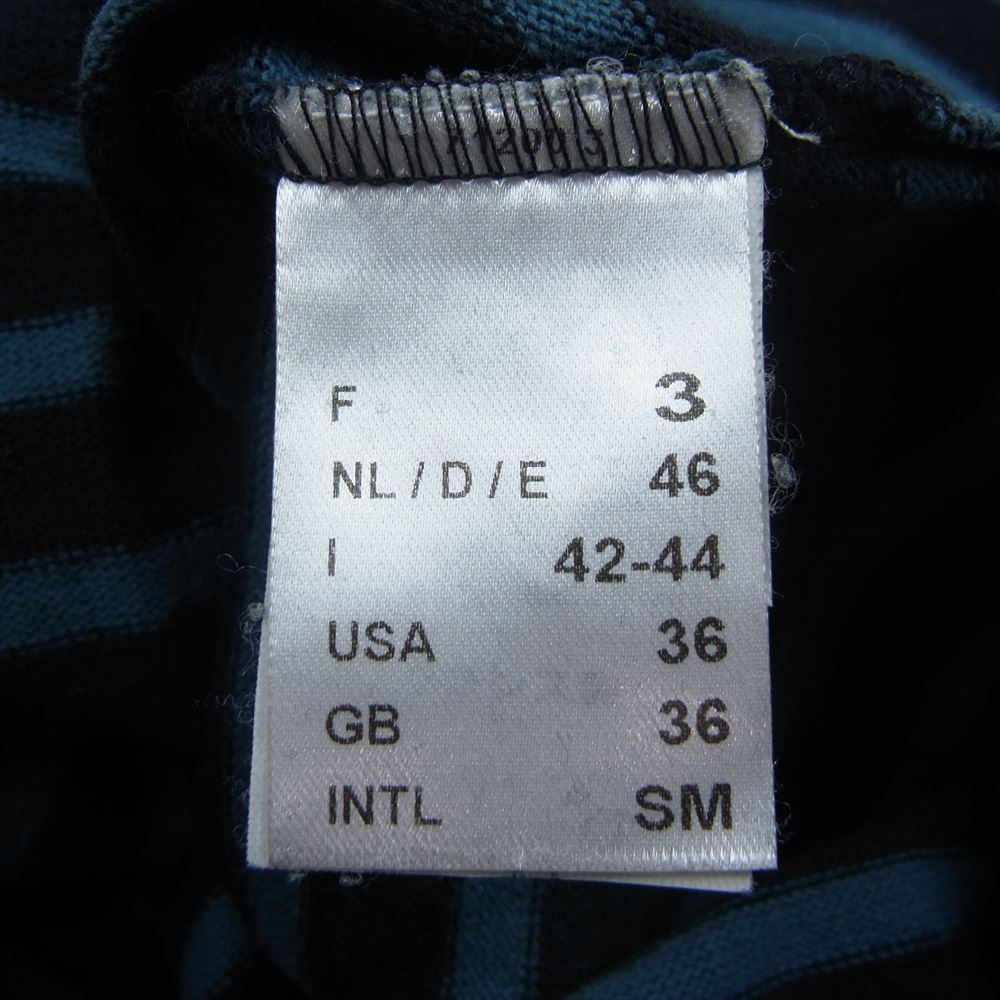 F 3
NL / D / E 46
I 42-44
USA 36
GB 36
INTL SM